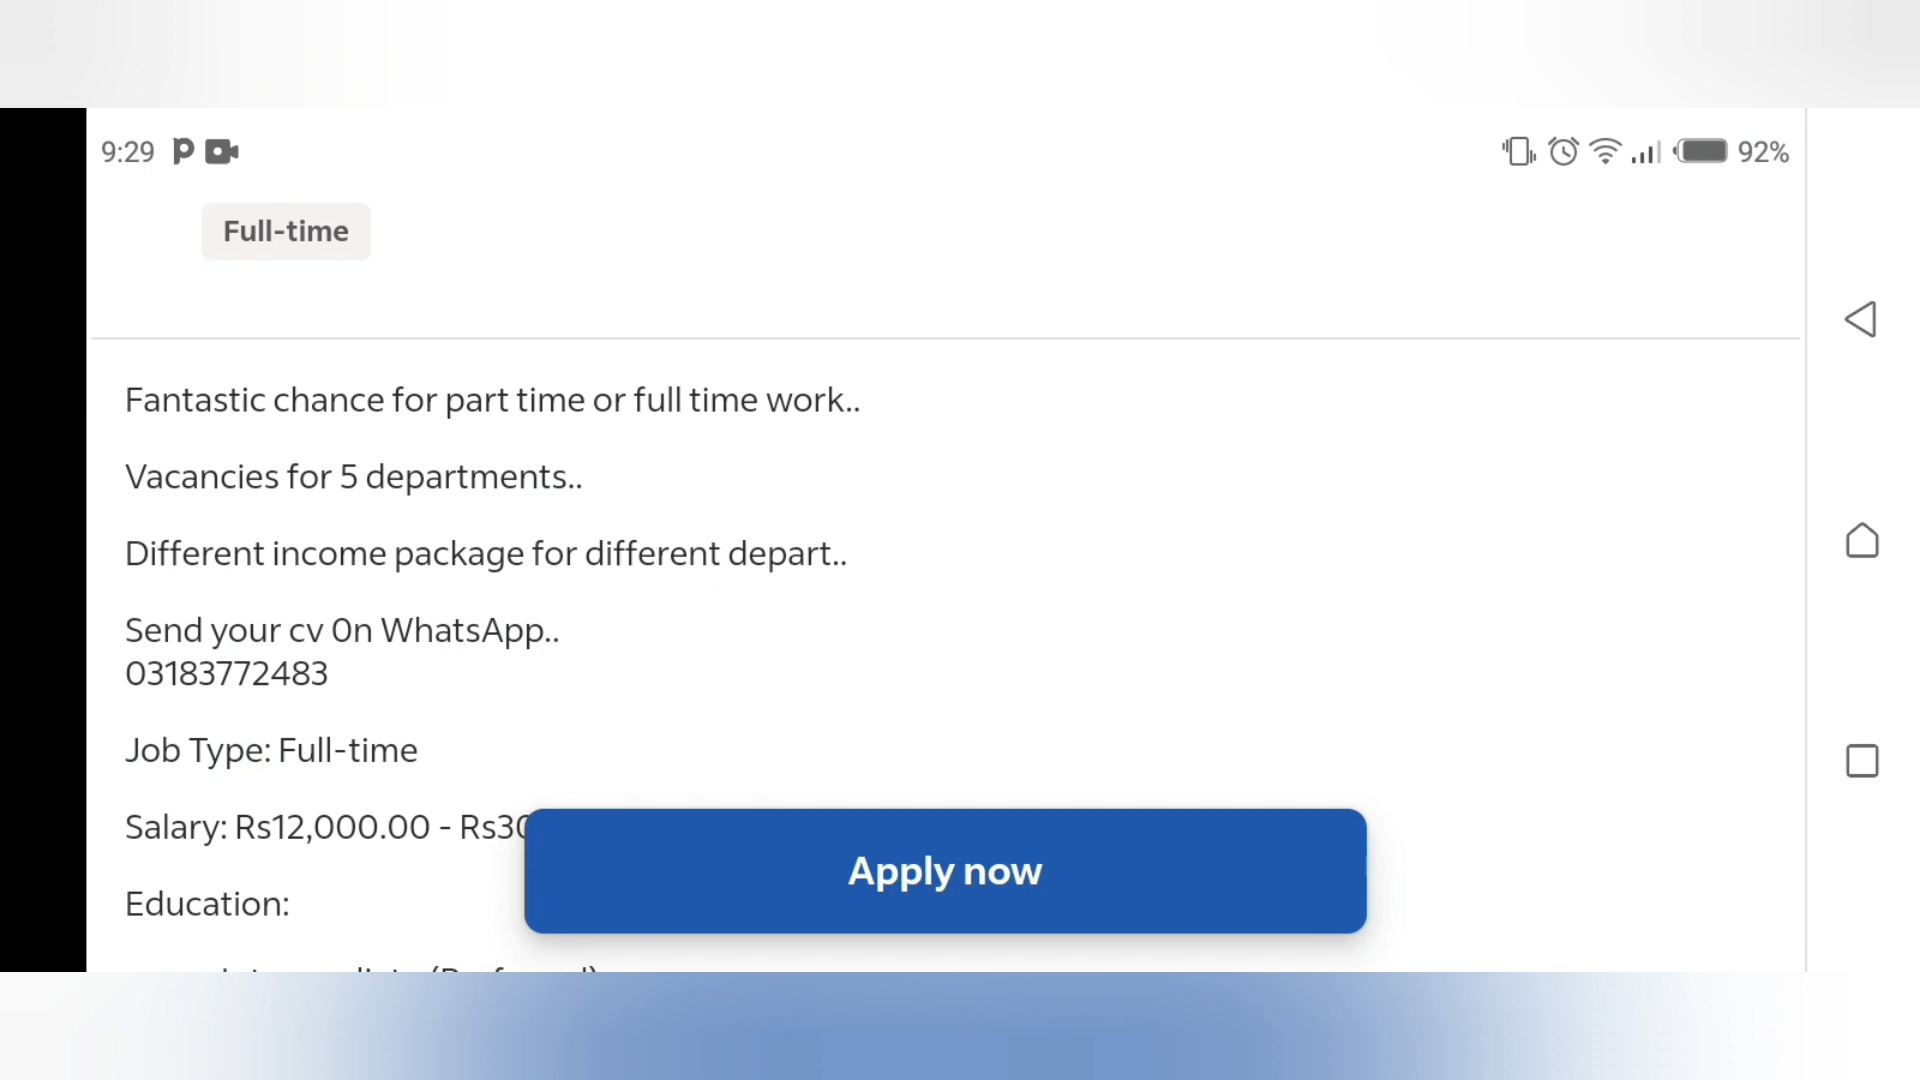 9:29 92%
Full-time
Fantastic chance for part time or full time work..
Vacancies for 5 departments..
Different income package for different depart..
Send your cv 0n WhatsApp..
03183772483
Job Type: Full-time
Salary: Rs12,000.00 - Rs30
Apply now
Education: